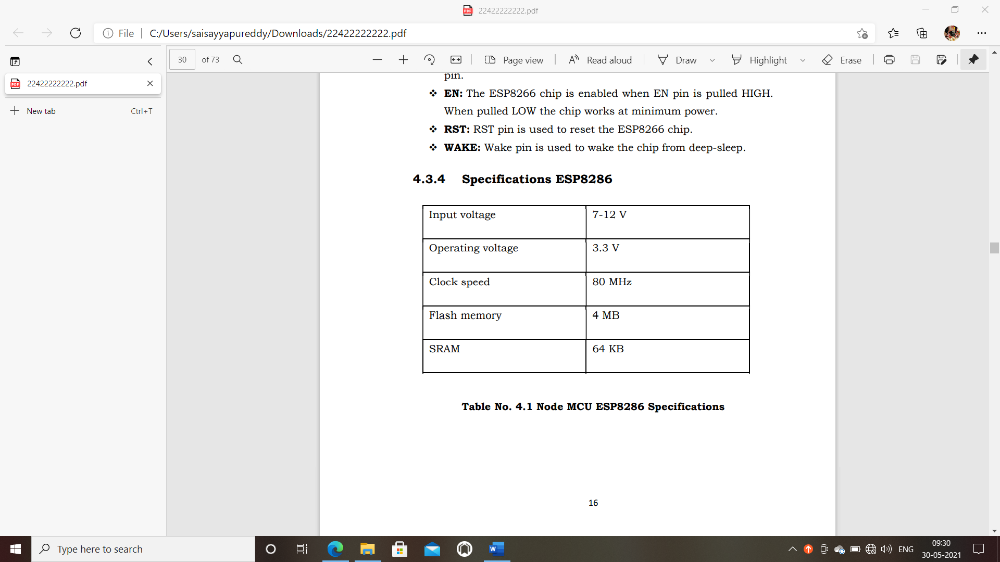 22422222222.pdf
File
C:/Users/saisayyapureddy/Downloads/22422222222.pdf
30 of 73
Page view
Read aloud
Draw
Highlight
Erase
22422222222.pdf
New tab Ctrl+T
pin.
❖ EN: The ESP8266 chip is enabled when EN pin is pulled HIGH.
When pulled LOW the chip works at minimum power.
❖ RST: RST pin is used to reset the ESP8266 chip.
❖ WAKE: Wake pin is used to wake the chip from deep-sleep.
4.3.4 Specifications ESP8286
Input voltage 7-12 V
Operating voltage 3.3 V
Clock speed 80 MHz
Flash memory 4 MB
SRAM 64 KB
Table No. 4.1 Node MCU ESP8286 Specifications
16
Type here to search
ENG
09:30
30-05-2021